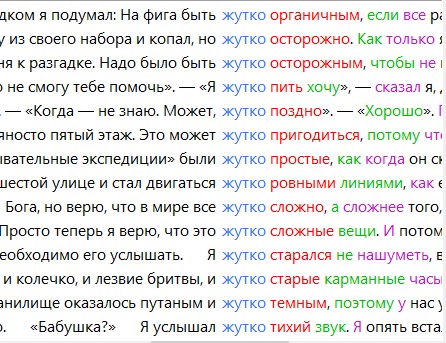 дком я подумал: На фига быть жутко органичным, если все ра
у из своего набора и копал, но жутко осторожно. Как только я
ня к разгадке. Надо было быть жутко осторожным, чтобы не
о не смогу тебе помочь». — «Я жутко пить хочу», — сказал я,
. — «Когда — не знаю. Может, жутко поздно». — «Хорошо».
яносто пятый этаж. Это может жутко пригодиться, потому что
ывательные экспедиции» были жутко простые, как когда он ск
шестой улице и стал двигаться жутко ровными линиями, как е
Бога, но верю, что в мире все жутко сложно, а сложнее того,
Просто теперь я верю, что это жутко сложные вещи. И потом
еобходимо его услышать. Я жутко старался не нашуметь, в
и колечко, и лезвие бритвы, и жутко старые карманные часы
анилище оказалось путаным и жутко темным, поэтому у нас у
о. «Бабушка?» Я услышал жутко тихий звук. Я опять вста